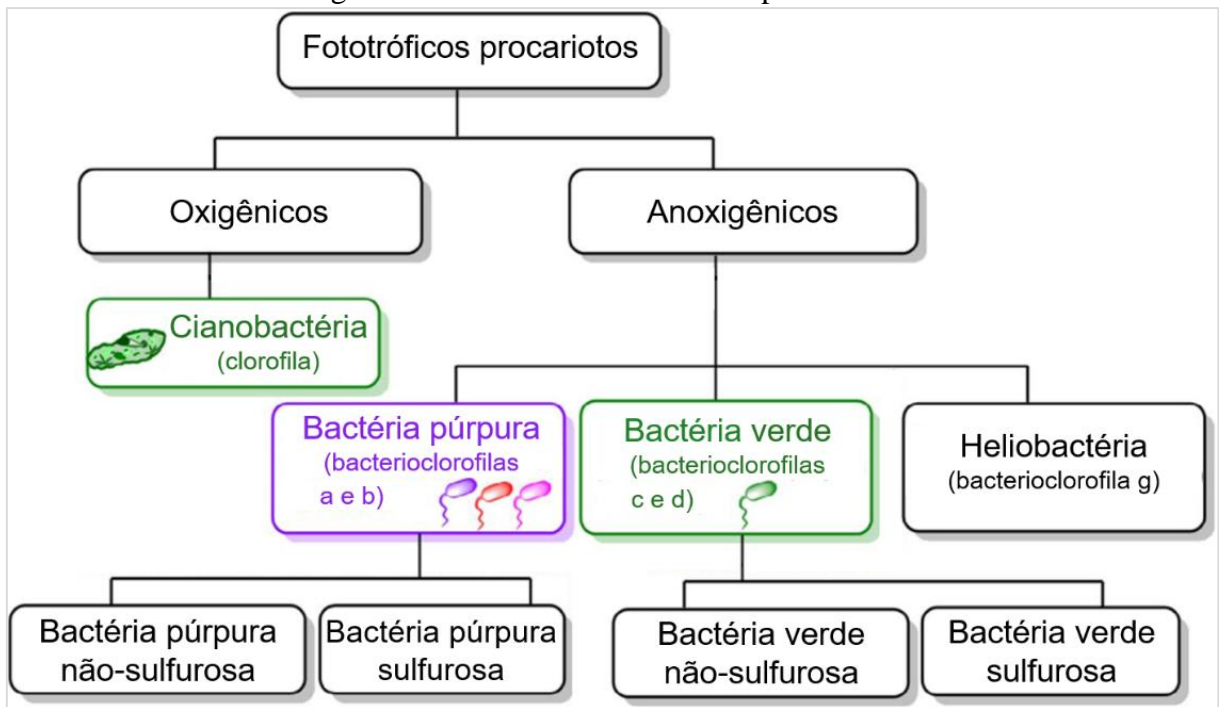 Fototróficos procariotos
Oxigênicos
Anoxigênicos
Cianobactéria
(clorofila)
Bactéria púrpura
(bacterioclorofilas
a e b)
Bactéria verde
(bacterioclorofilas
c e d)
Heliobactéria
(bacterioclorofila g)
Bactéria púrpura
não-sulfurosa
Bactéria púrpura
sulfurosa
Bactéria verde
não-sulfurosa
Bactéria verde
sulfurosa